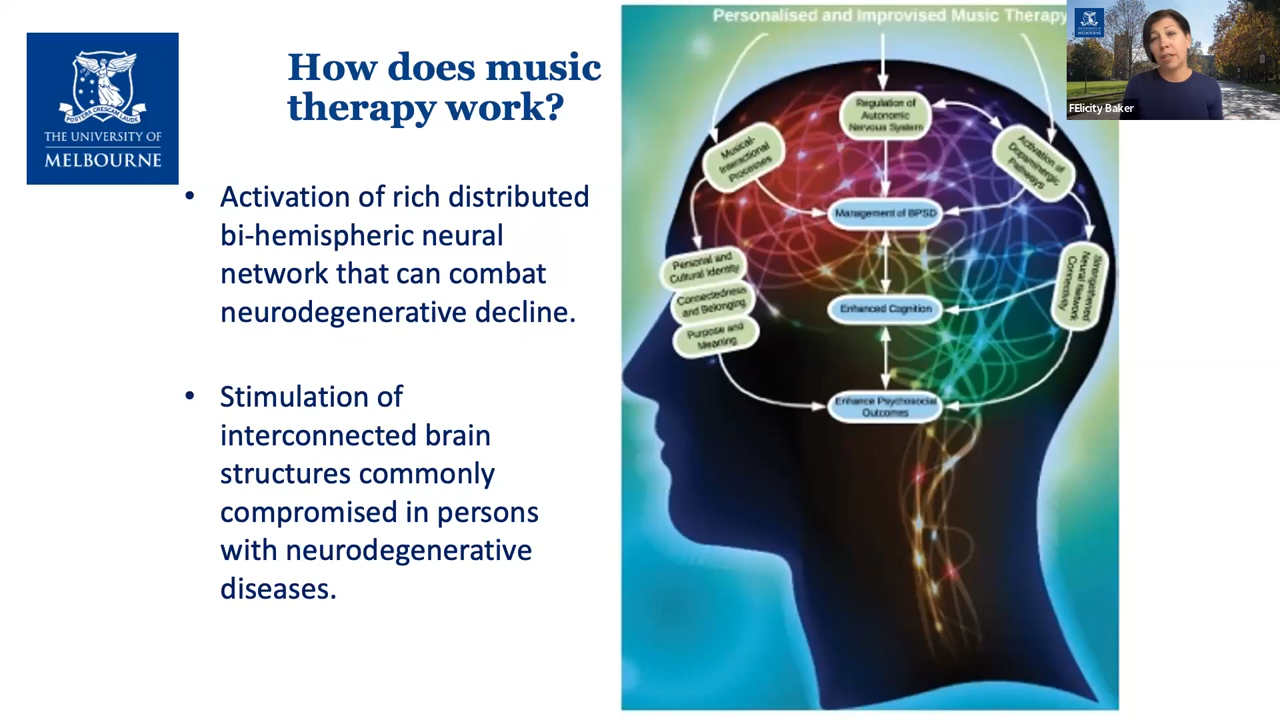 THE UNIVERSITY OF
MELBOURNE
How does music
therapy work?
• Activation of rich distributed
bi-hemispheric neural
network that can combat
neurodegenerative decline.
• Stimulation of
interconnected brain
structures commonly
compromised in persons
with neurodegenerative
diseases.
Personalised and Improvised Music Therapy
Regulation of
Autonomic
Nervous System
Musical-
Interactional
Processes
Activation of
Dopaminergic
Pathways
Management of BPSD
Personal and
Cultural Identity
Connectedness
and Belonging
Purpose and
Meaning
Enhanced Cognition
Strengthened
Neural Network
Connectivity
Enhance Psychosocial
Outcomes
FElicity Baker